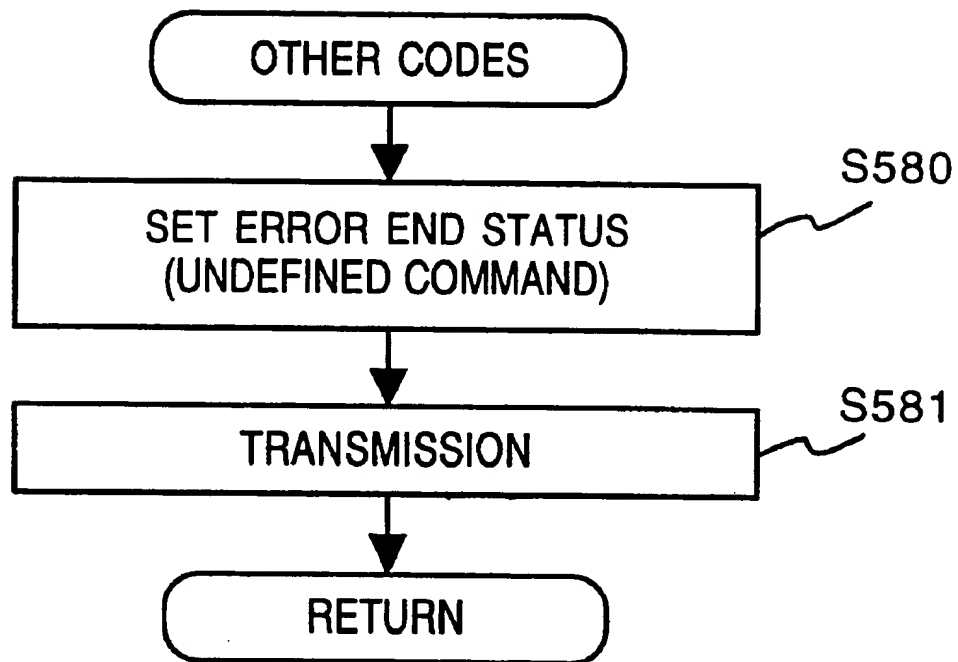 OTHER CODES
S580
SET ERROR END STATUS
(UNDEFINED COMMAND)
S581
TRANSMISSION
RETURN